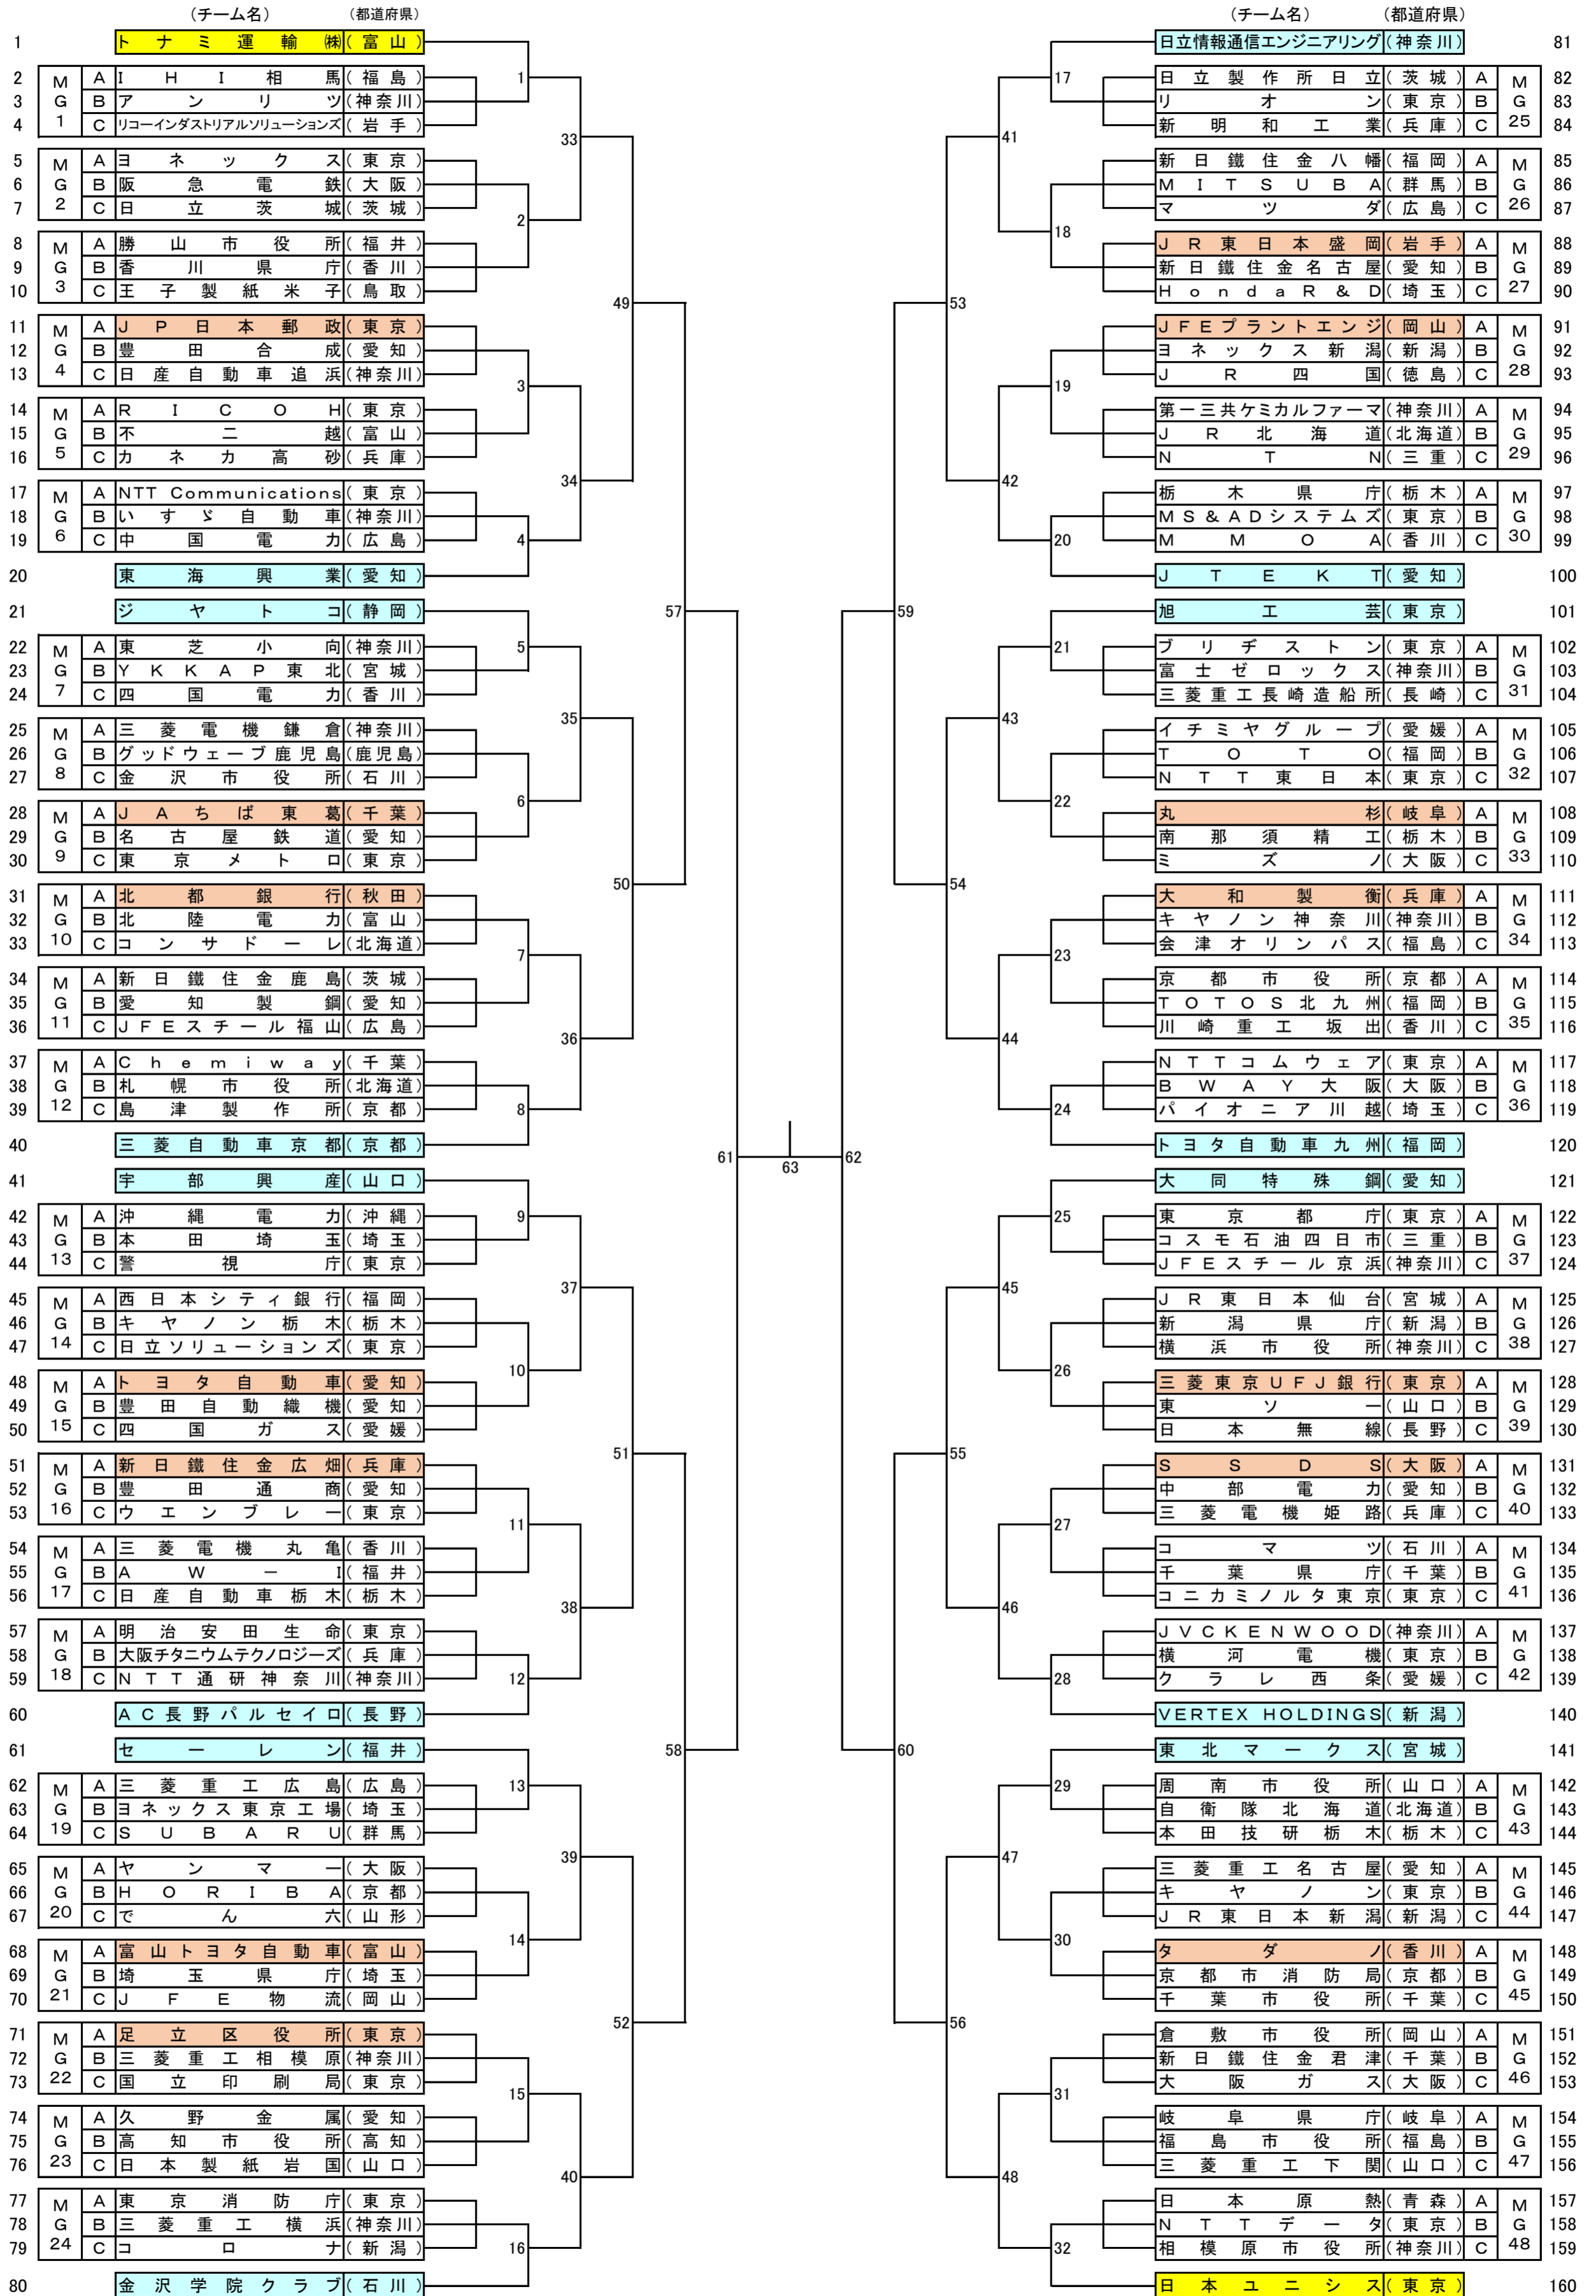 （チーム名） （都道府県）
1 トナミ運輸㈱ （富山）
2 MG1 A IHI相馬 （福島）
3 B アンリツ （神奈川）
4 C リコーインダストリアルソリューションズ （岩手）
5 MG2 A ヨネックス （東京）
6 B 阪急電鉄 （大阪）
7 C 日立茨城 （茨城）
8 MG3 A 勝山市役所 （福井）
9 B 香川県庁 （香川）
10 C 王子製紙米子 （鳥取）
11 MG4 A JP日本郵政 （東京）
12 B 豊田合成 （愛知）
13 C 日産自動車追浜 （神奈川）
14 MG5 A RICOH （東京）
15 B 不二越 （富山）
16 C カネカ高砂 （兵庫）
17 MG6 A NTT Communications （東京）
18 B いすゞ自動車 （神奈川）
19 C 中国電力 （広島）
20 東海興業 （愛知）
21 ジヤトコ （静岡）
22 MG7 A 東芝小向 （神奈川）
23 B YKKAP東北 （宮城）
24 C 四国電力 （香川）
25 MG8 A 三菱電機鎌倉 （神奈川）
26 B グッドウェーブ鹿児島 （鹿児島）
27 C 金沢市役所 （石川）
28 MG9 A JAちば東葛 （千葉）
29 B 名古屋鉄道 （愛知）
30 C 東京メトロ （東京）
31 MG10 A 北都銀行 （秋田）
32 B 北陸電力 （富山）
33 C コンサドーレ （北海道）
34 MG11 A 新日鐵住金鹿島 （茨城）
35 B 愛知製鋼 （愛知）
36 C JFEスチール福山 （広島）
37 MG12 A Chemiway （千葉）
38 B 札幌市役所 （北海道）
39 C 島津製作所 （京都）
40 三菱自動車京都 （京都）
41 宇部興産 （山口）
42 MG13 A 沖縄電力 （沖縄）
43 B 本田埼玉 （埼玉）
44 C 警視庁 （東京）
45 MG14 A 西日本シティ銀行 （福岡）
46 B キヤノン栃木 （栃木）
47 C 日立ソリューションズ （東京）
48 MG15 A トヨタ自動車 （愛知）
49 B 豊田自動織機 （愛知）
50 C 四国ガス （愛媛）
51 MG16 A 新日鐵住金広畑 （兵庫）
52 B 豊田通商 （愛知）
53 C ウエンブレー （東京）
54 MG17 A 三菱電機丸亀 （香川）
55 B AW－I （福井）
56 C 日産自動車栃木 （栃木）
57 MG18 A 明治安田生命 （東京）
58 B 大阪チタニウムテクノロジーズ （兵庫）
59 C NTT通研神奈川 （神奈川）
60 AC長野パルセイロ （長野）
61 セーレン （福井）
62 MG19 A 三菱重工広島 （広島）
63 B ヨネックス東京工場 （埼玉）
64 C SUBARU （群馬）
65 MG20 A ヤンマー （大阪）
66 B HORIBA （京都）
67 C でん六 （山形）
68 MG21 A 富山トヨタ自動車 （富山）
69 B 埼玉県庁 （埼玉）
70 C JFE物流 （岡山）
71 MG22 A 足立区役所 （東京）
72 B 三菱重工相模原 （神奈川）
73 C 国立印刷局 （東京）
74 MG23 A 久野金属 （愛知）
75 B 高知市役所 （高知）
76 C 日本製紙岩国 （山口）
77 MG24 A 東京消防庁 （東京）
78 B 三菱重工横浜 （神奈川）
79 C コロナ （新潟）
80 金沢学院クラブ （石川）
1
2
3
4
5
6
7
8
9
10
11
12
13
14
15
16
33
34
35
36
37
38
39
40
49
50
51
52
57
58
61
63
62
59
60
53
54
55
56
41
42
43
44
45
46
47
48
17
18
19
20
21
22
23
24
25
26
27
28
29
30
31
32
（チーム名） （都道府県）
日立情報通信エンジニアリング （神奈川） 81
日立製作所日立 （茨城） A MG25 82
リオン （東京） B 83
新明和工業 （兵庫） C 84
新日鐵住金八幡 （福岡） A MG26 85
MITSUBA （群馬） B 86
マツダ （広島） C 87
JR東日本盛岡 （岩手） A MG27 88
新日鐵住金名古屋 （愛知） B 89
HondaR&D （埼玉） C 90
JFEプラントエンジ （岡山） A MG28 91
ヨネックス新潟 （新潟） B 92
JR四国 （徳島） C 93
第一三共ケミカルファーマ （神奈川） A MG29 94
JR北海道 （北海道） B 95
NTN （三重） C 96
栃木県庁 （栃木） A MG30 97
MS&ADシステムズ （東京） B 98
MMOA （香川） C 99
JTEKT （愛知） 100
旭工芸 （東京） 101
ブリヂストン （東京） A MG31 102
富士ゼロックス （神奈川） B 103
三菱重工長崎造船所 （長崎） C 104
イチミヤグループ （愛媛） A MG32 105
TOTO （福岡） B 106
NTT東日本 （東京） C 107
丸杉 （岐阜） A MG33 108
南那須精工 （栃木） B 109
ミズノ （大阪） C 110
大和製衡 （兵庫） A MG34 111
キヤノン神奈川 （神奈川） B 112
会津オリンパス （福島） C 113
京都市役所 （京都） A MG35 114
TOTOS北九州 （福岡） B 115
川崎重工坂出 （香川） C 116
NTTコムウェア （東京） A MG36 117
BWAY大阪 （大阪） B 118
パイオニア川越 （埼玉） C 119
トヨタ自動車九州 （福岡） 120
大同特殊鋼 （愛知） 121
東京都庁 （東京） A MG37 122
コスモ石油四日市 （三重） B 123
JFEスチール京浜 （神奈川） C 124
JR東日本仙台 （宮城） A MG38 125
新潟県庁 （新潟） B 126
横浜市役所 （神奈川） C 127
三菱東京UFJ銀行 （東京） A MG39 128
東ソー （山口） B 129
日本無線 （長野） C 130
SSDS （大阪） A MG40 131
中部電力 （愛知） B 132
三菱電機姫路 （兵庫） C 133
コマツ （石川） A MG41 134
千葉県庁 （千葉） B 135
コニカミノルタ東京 （東京） C 136
JVCKENWOOD （神奈川） A MG42 137
横河電機 （東京） B 138
クラレ西条 （愛媛） C 139
VERTEX HOLDINGS （新潟） 140
東北マークス （宮城） 141
周南市役所 （山口） A MG43 142
自衛隊北海道 （北海道） B 143
本田技研栃木 （栃木） C 144
三菱重工名古屋 （愛知） A MG44 145
キヤノン （東京） B 146
JR東日本新潟 （新潟） C 147
タダノ （香川） A MG45 148
京都市消防局 （京都） B 149
千葉市役所 （千葉） C 150
倉敷市役所 （岡山） A MG46 151
新日鐵住金君津 （千葉） B 152
大阪ガス （大阪） C 153
岐阜県庁 （岐阜） A MG47 154
福島市役所 （福島） B 155
三菱重工下関 （山口） C 156
日本原熱 （青森） A MG48 157
NTTデータ （東京） B 158
相模原市役所 （神奈川） C 159
日本ユニシス （東京） 160